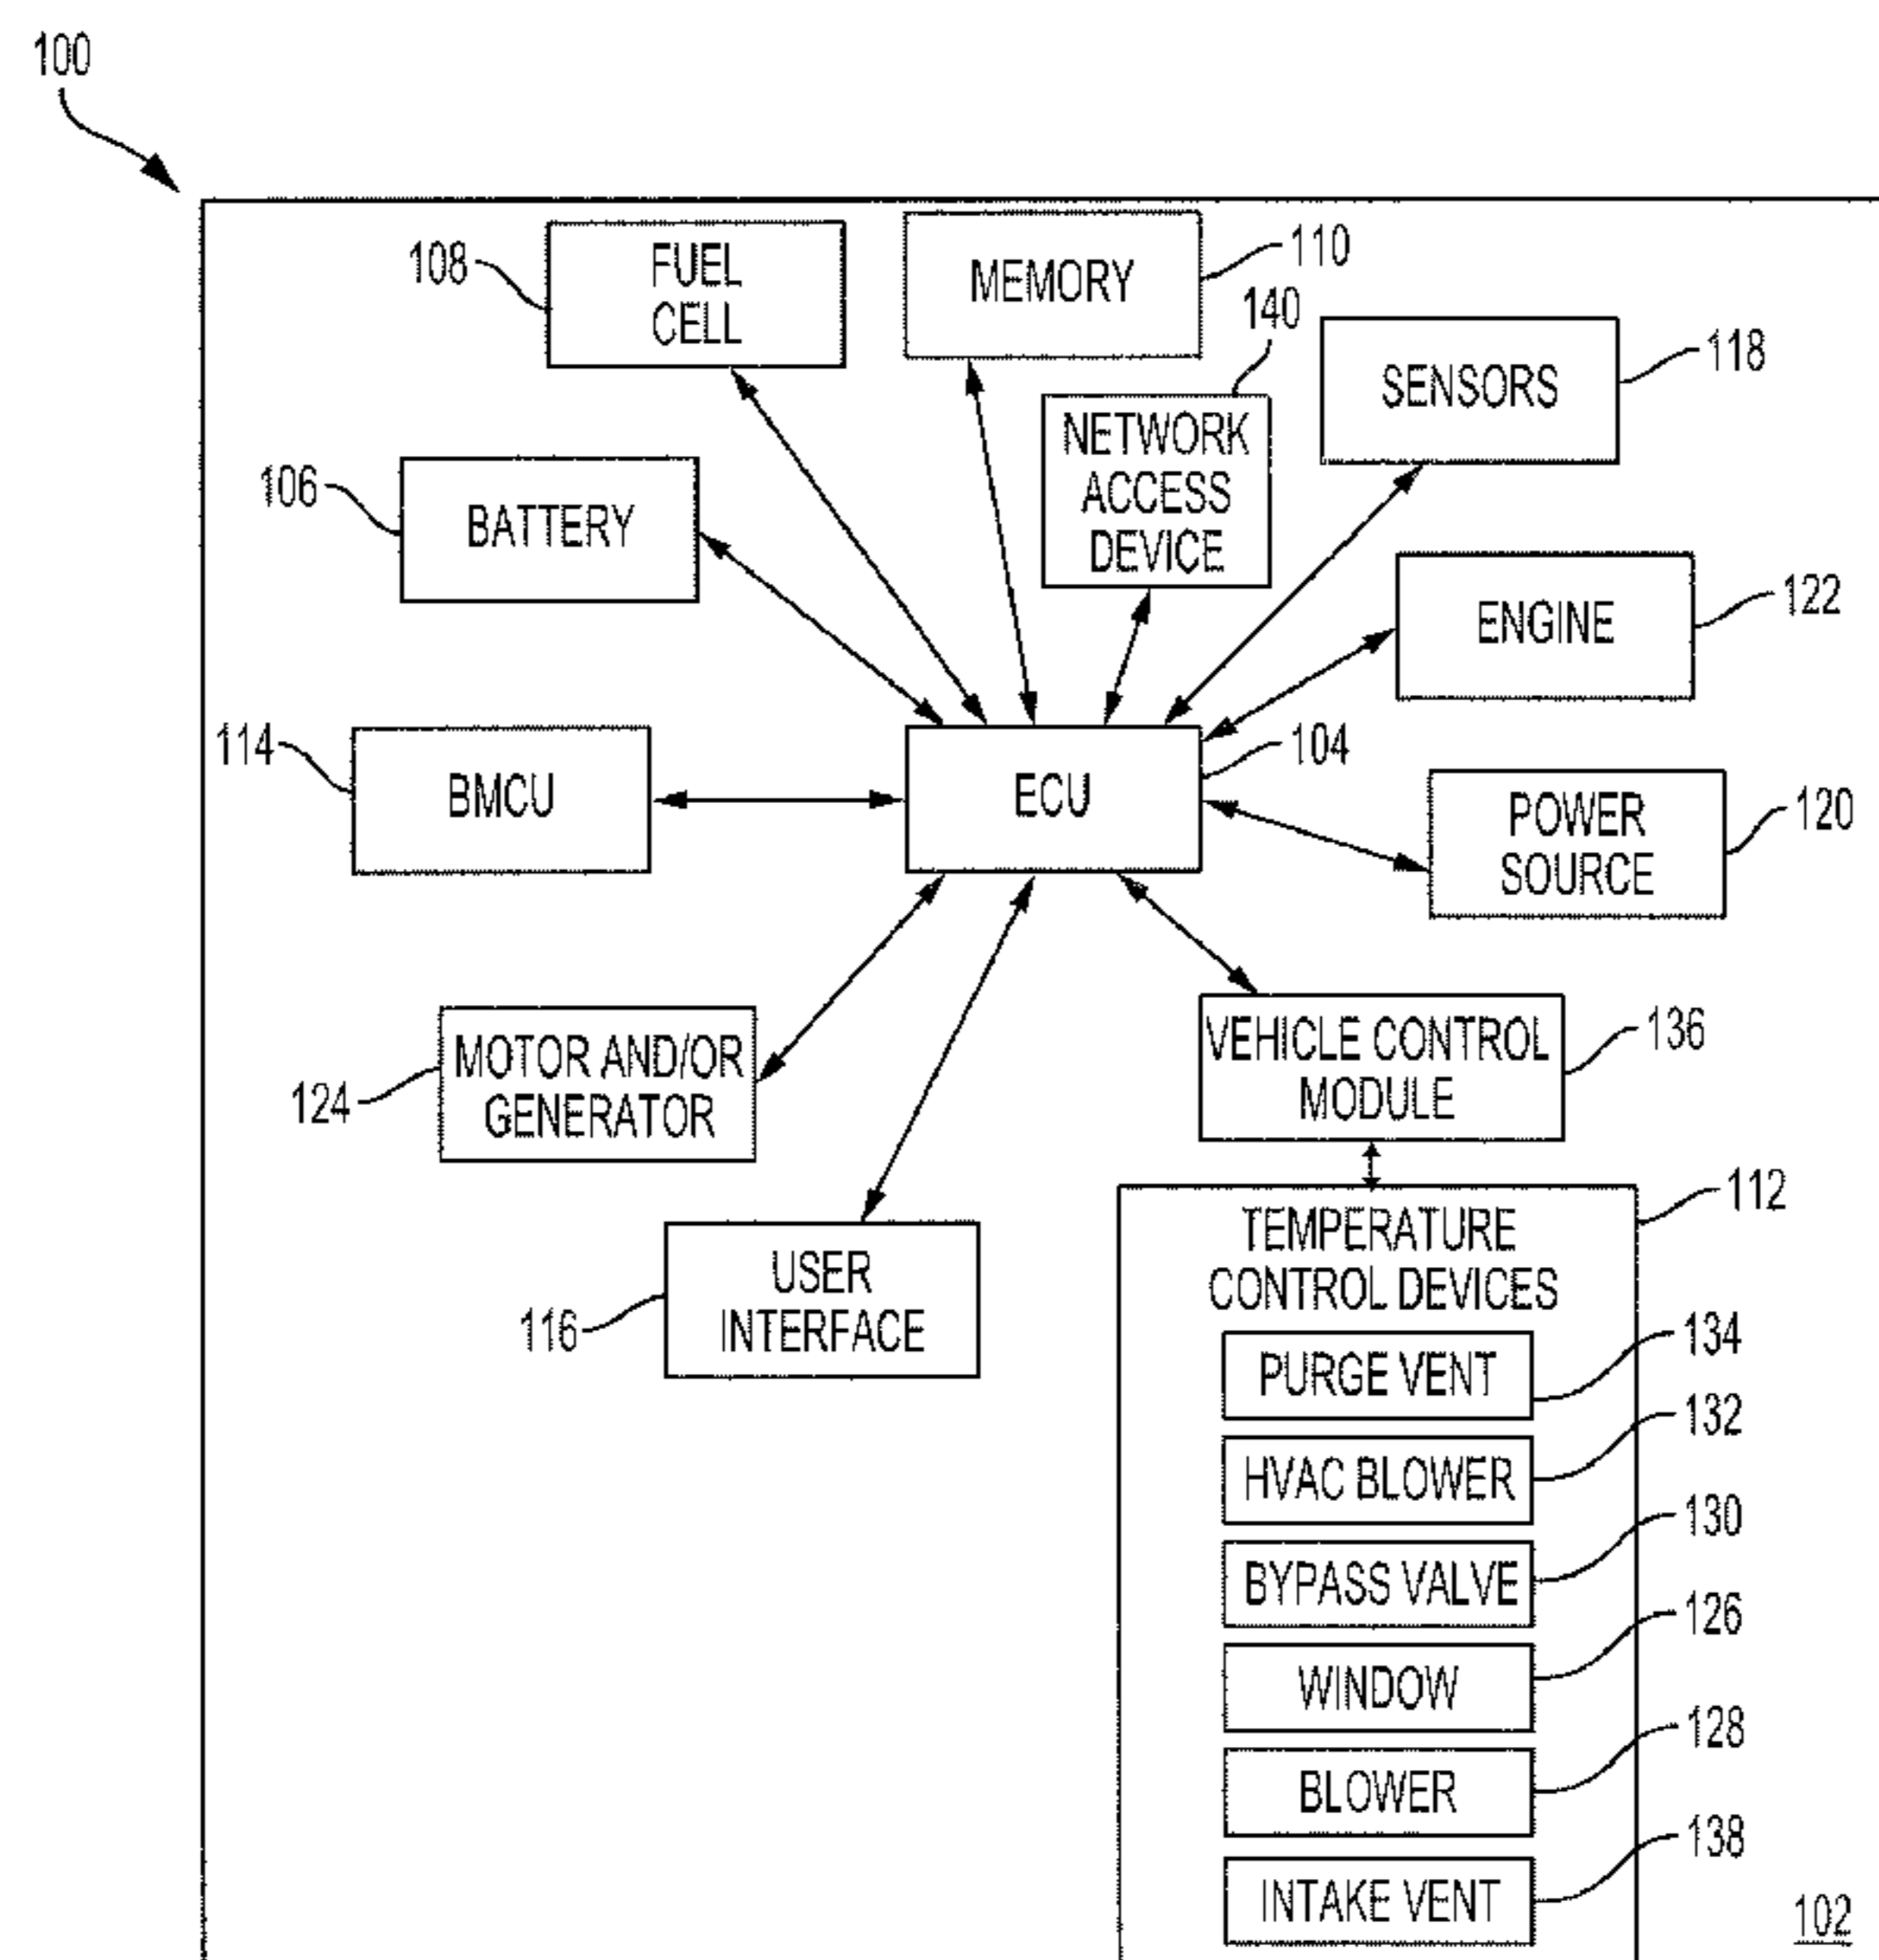 100
108
FUEL
CELL
MEMORY
110
140
SENSORS
118
NETWORK
ACCESS
DEVICE
106
BATTERY
ENGINE
122
114
BMCU
ECU
104
POWER
SOURCE
120
124
MOTOR AND/OR
GENERATOR
VEHICLE CONTROL
MODULE
136
116
USER
INTERFACE
112
TEMPERATURE
CONTROL DEVICES
PURGE VENT
134
HVAC BLOWER
132
BYPASS VALVE
130
WINDOW
126
BLOWER
128
INTAKE VENT
138
102